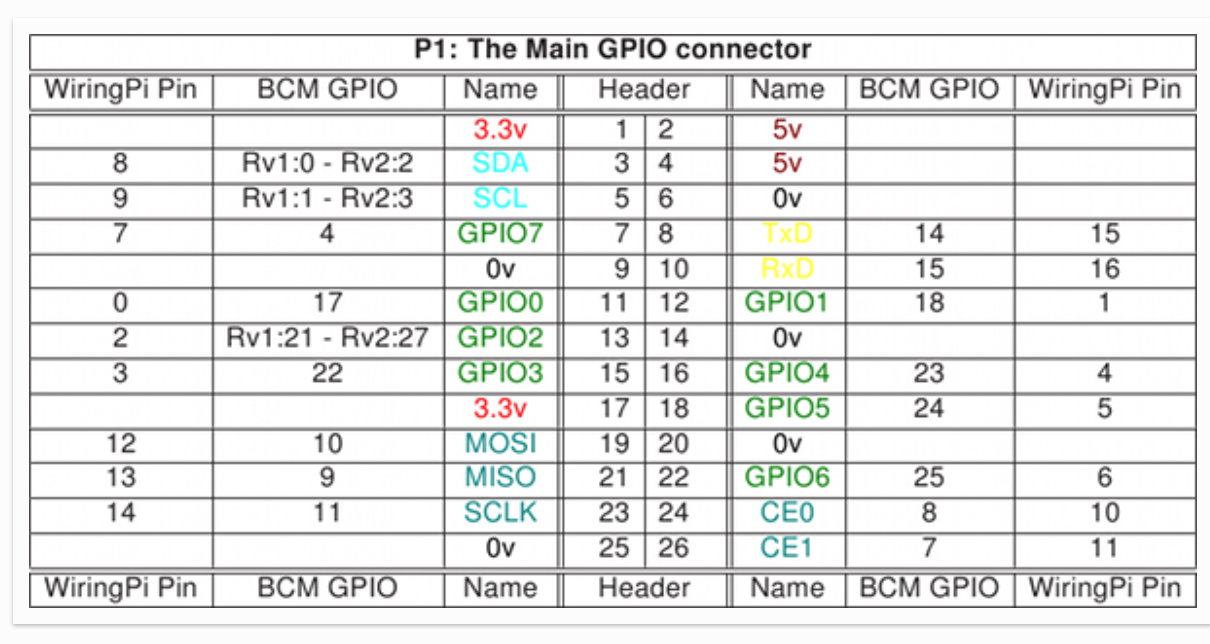 P1: The Main GPIO connector
WiringPi Pin BCM GPIO Name Header Name BCM GPIO WiringPi Pin
3.3v 1 2 5v
8 Rv1:0 - Rv2:2 SDA 3 4 5v
9 Rv1:1 - Rv2:3 SCL 5 6 0v
7 4 GPIO7 7 8 TxD 14 15
0v 9 10 RxD 15 16
0 17 GPIO0 11 12 GPIO1 18 1
2 Rv1:21 - Rv2:27 GPIO2 13 14 0v
3 22 GPIO3 15 16 GPIO4 23 4
3.3v 17 18 GPIO5 24 5
12 10 MOSI 19 20 0v
13 9 MISO 21 22 GPIO6 25 6
14 11 SCLK 23 24 CE0 8 10
0v 25 26 CE1 7 11
WiringPi Pin BCM GPIO Name Header Name BCM GPIO WiringPi Pin